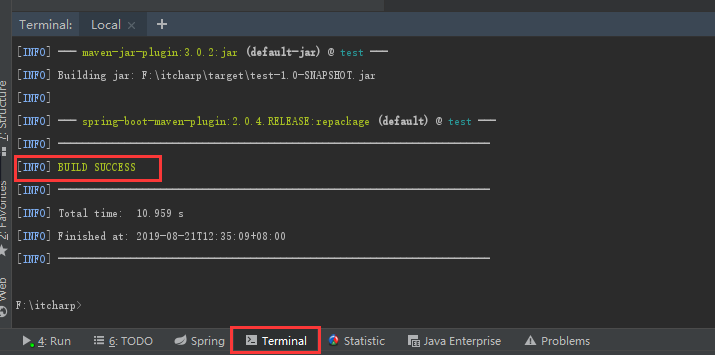 Terminal: Local × +
[INFO] --- maven-jar-plugin:3.0.2:jar (default-jar) @ test ---
[INFO] Building jar: F:\itcharp\target\test-1.0-SNAPSHOT.jar
[INFO]
[INFO] --- spring-boot-maven-plugin:2.0.4.RELEASE:repackage (default) @ test ---
[INFO] ------------------------------------------------------------------------
[INFO] BUILD SUCCESS
[INFO] ------------------------------------------------------------------------
[INFO] Total time: 10.959 s
[INFO] Finished at: 2019-08-21T12:35:09+08:00
[INFO] ------------------------------------------------------------------------
F:\itcharp>
7: Structure
2: Favorites
Web
4: Run 6: TODO Spring Terminal Statistic Java Enterprise Problems